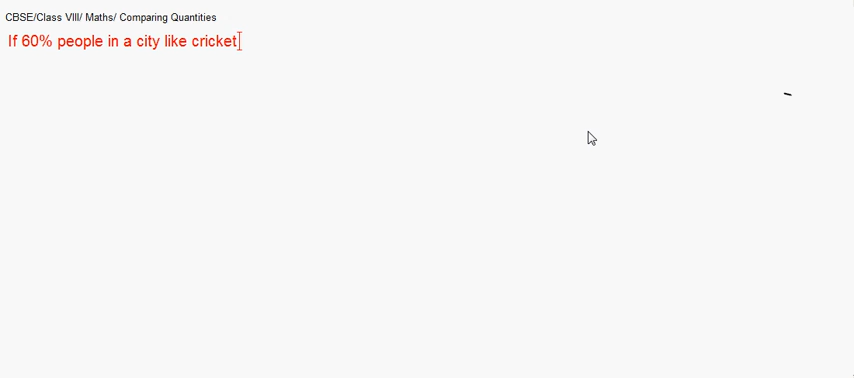 CBSE/Class VIII/ Maths/ Comparing Quantities
If 60% people in a city like cricket